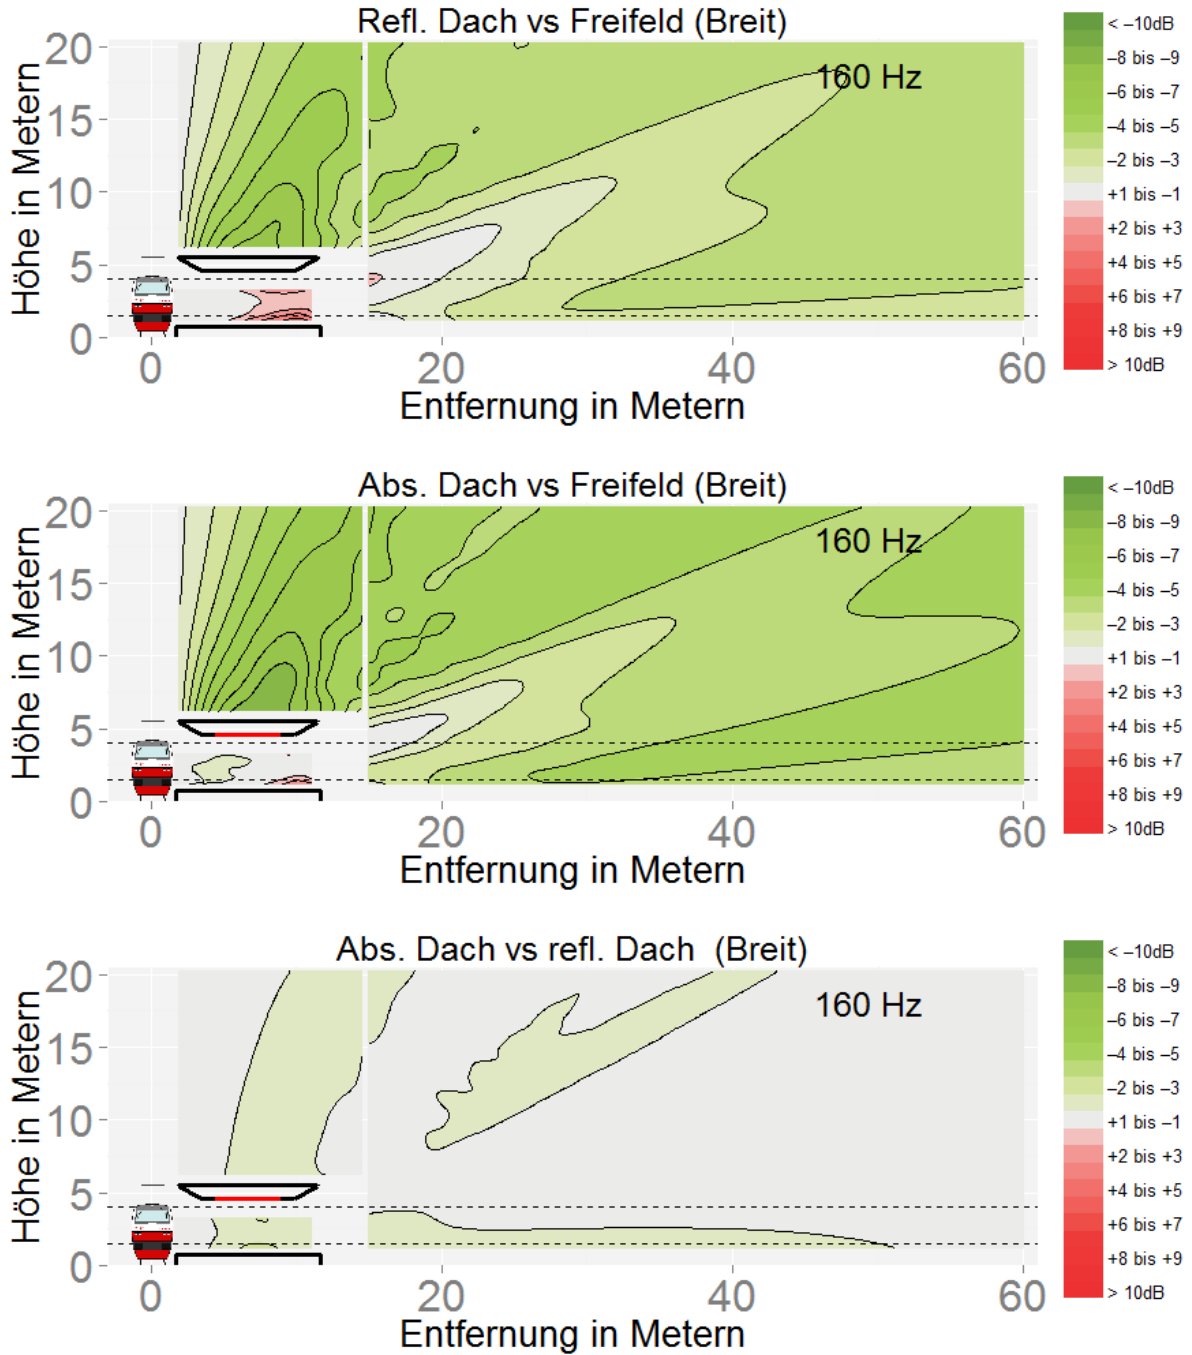 Refl. Dach vs Freifeld (Breit)
160 Hz
Höhe in Metern
20
15
10
5
0
0
20
40
60
Entfernung in Metern
< –10dB
–8 bis –9
–6 bis –7
–4 bis –5
–2 bis –3
+1 bis –1
+2 bis +3
+4 bis +5
+6 bis +7
+8 bis +9
> 10dB
Abs. Dach vs Freifeld (Breit)
160 Hz
Höhe in Metern
20
15
10
5
0
0
20
40
60
Entfernung in Metern
< –10dB
–8 bis –9
–6 bis –7
–4 bis –5
–2 bis –3
+1 bis –1
+2 bis +3
+4 bis +5
+6 bis +7
+8 bis +9
> 10dB
Abs. Dach vs refl. Dach (Breit)
160 Hz
Höhe in Metern
20
15
10
5
0
0
20
40
60
Entfernung in Metern
< –10dB
–8 bis –9
–6 bis –7
–4 bis –5
–2 bis –3
+1 bis –1
+2 bis +3
+4 bis +5
+6 bis +7
+8 bis +9
> 10dB